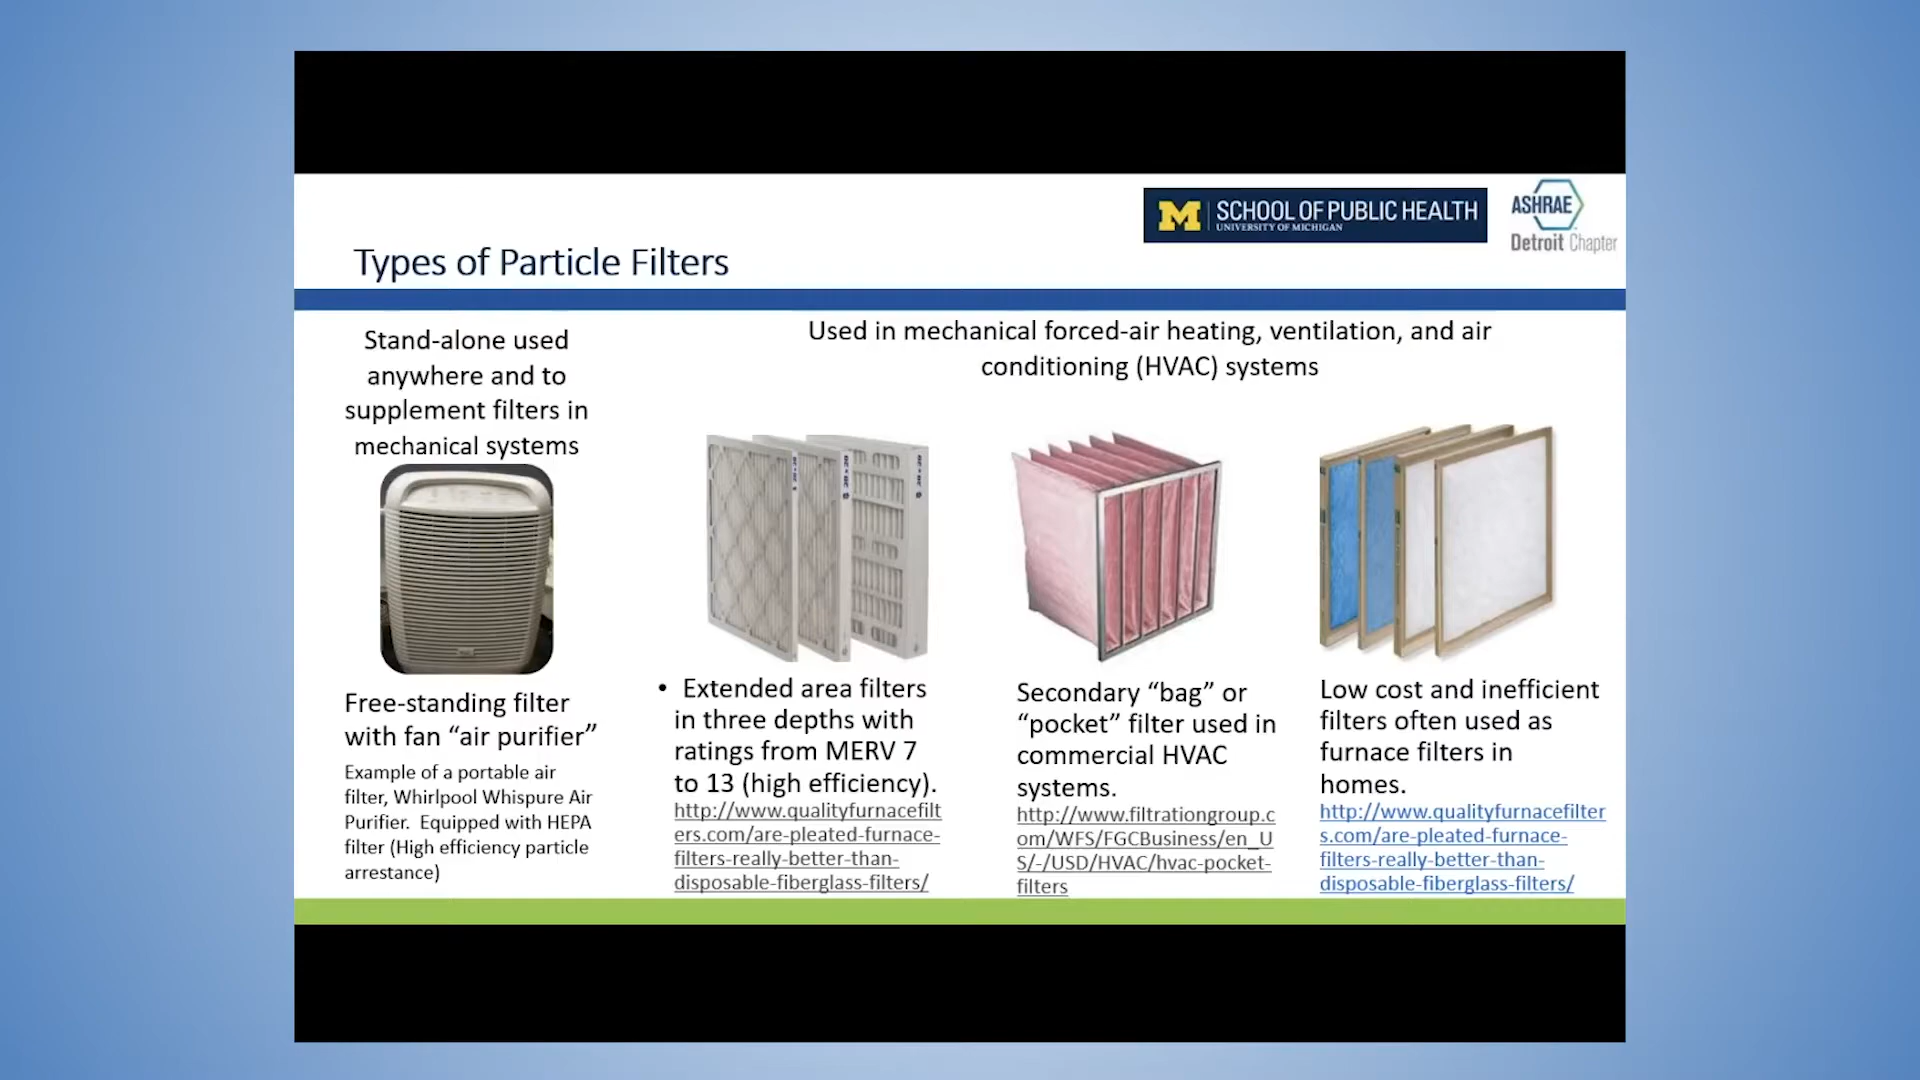 M SCHOOL OF PUBLIC HEALTH
UNIVERSITY OF MICHIGAN
ASHRAE
Detroit Chapter
Types of Particle Filters
Stand-alone used
anywhere and to
supplement filters in
mechanical systems
Used in mechanical forced-air heating, ventilation, and air
conditioning (HVAC) systems
Free-standing filter
with fan “air purifier”
Example of a portable air
filter, Whirlpool Whispure Air
Purifier. Equipped with HEPA
filter (High efficiency particle
arrestance)
• Extended area filters
in three depths with
ratings from MERV 7
to 13 (high efficiency).
http://www.qualityfurnacefilt
ers.com/are-pleated-furnace-
filters-really-better-than-
disposable-fiberglass-filters/
Secondary “bag” or
“pocket” filter used in
commercial HVAC
systems.
http://www.filtrationgroup.c
om/WFS/FGCBusiness/en_U
S/-/USD/HVAC/hvac-pocket-
filters
Low cost and inefficient
filters often used as
furnace filters in
homes.
http://www.qualityfurnacefilter
s.com/are-pleated-furnace-
filters-really-better-than-
disposable-fiberglass-filters/